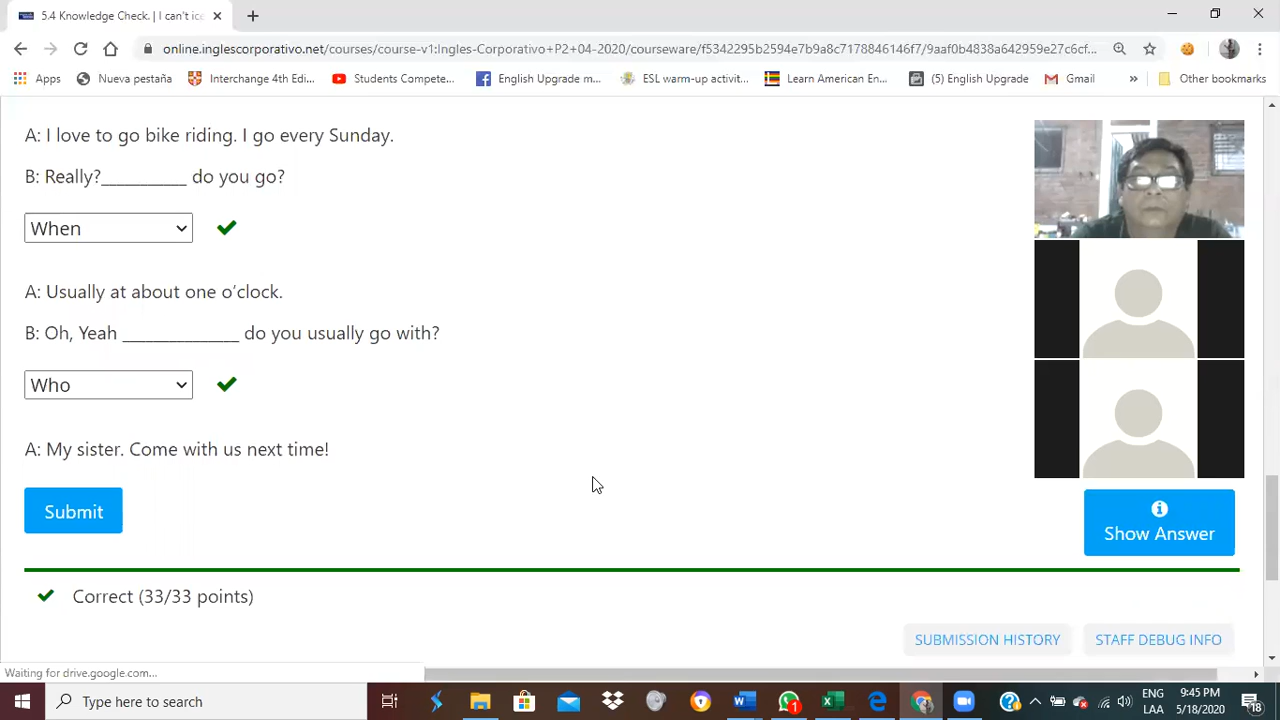 5.4 Knowledge Check. | I can't ice
online.inglescorporativo.net/courses/course-v1:Ingles-Corporativo+P2+04-2020/courseware/f5342295b2594e7b9a8c7178846146f7/9aaf0b4838a642959e27c6cf...
Apps
Nueva pestaña
Interchange 4th Edi...
Students Compete...
English Upgrade m...
ESL warm-up activit...
Learn American En...
(5) English Upgrade
Gmail
»
Other bookmarks
A: I love to go bike riding. I go every Sunday.
B: Really?___________ do you go?
When
A: Usually at about one o'clock.
B: Oh, Yeah _______________ do you usually go with?
Who
A: My sister. Come with us next time!
Submit
Show Answer
Correct (33/33 points)
SUBMISSION HISTORY
STAFF DEBUG INFO
Waiting for drive.google.com...
Type here to search
1
ENG
LAA
9:45 PM
5/18/2020
18